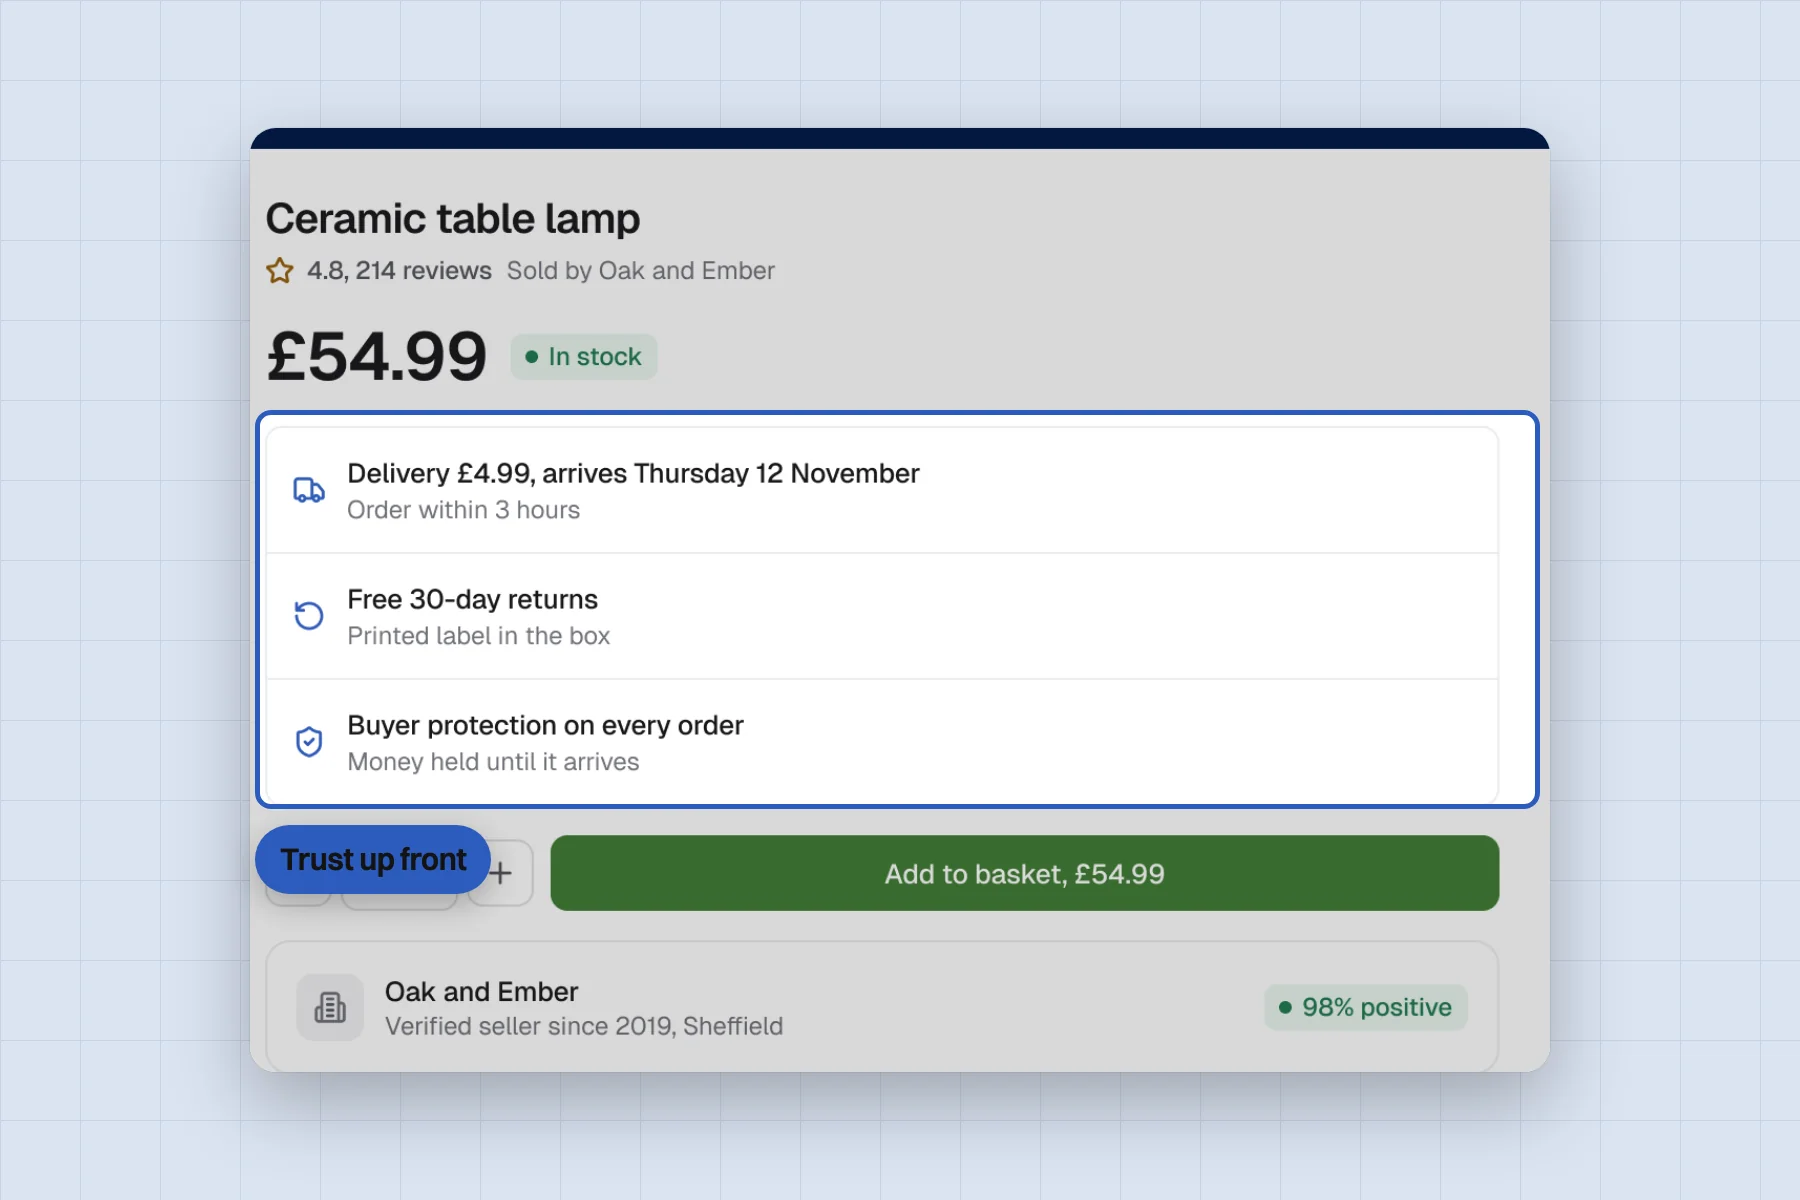 Ceramic table lamp
4.8, 214 reviews Sold by Oak and Ember
£54.99 In stock
Delivery £4.99, arrives Thursday 12 November
Order within 3 hours
Free 30-day returns
Printed label in the box
Buyer protection on every order
Money held until it arrives
Trust up front
Add to basket, £54.99
Oak and Ember
Verified seller since 2019, Sheffield
98% positive